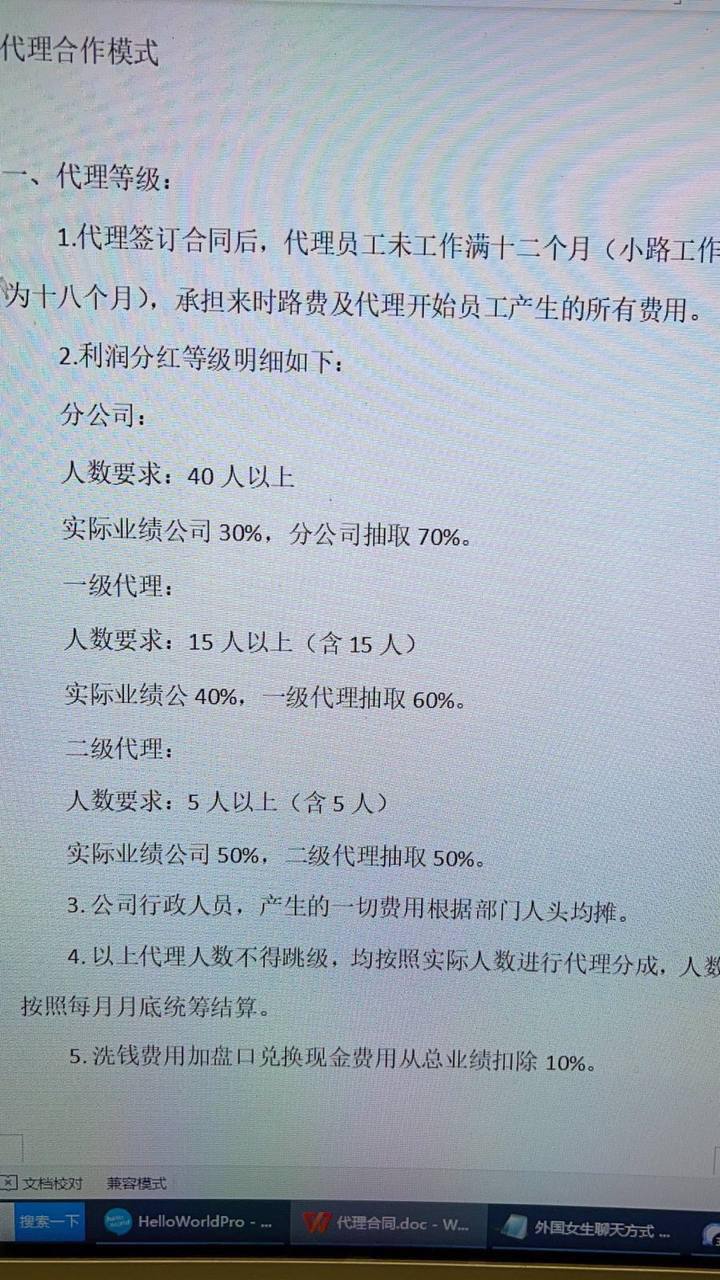 代理合作模式
一、代理等级：
1.代理签订合同后，代理员工未工作满十二个月（小路工作
为十八个月），承担来时路费及代理开始员工产生的所有费用。
2.利润分红等级明细如下：
分公司：
人数要求：40 人以上
实际业绩公司 30%，分公司抽取 70%。
一级代理：
人数要求：15 人以上（含 15 人）
实际业绩公 40%，一级代理抽取 60%。
二级代理：
人数要求：5 人以上（含 5 人）
实际业绩公司 50%，二级代理抽取 50%。
3. 公司行政人员，产生的一切费用根据部门人头均摊。
4. 以上代理人数不得跳级，均按照实际人数进行代理分成，人数
按照每月月底统筹结算。
5. 洗钱费用加盘口兑换现金费用从总业绩扣除 10%。
文档校对 兼容模式
搜索一下 HelloWorldPro - ... 代理合同.doc - W... 外国女生聊天方式 ...